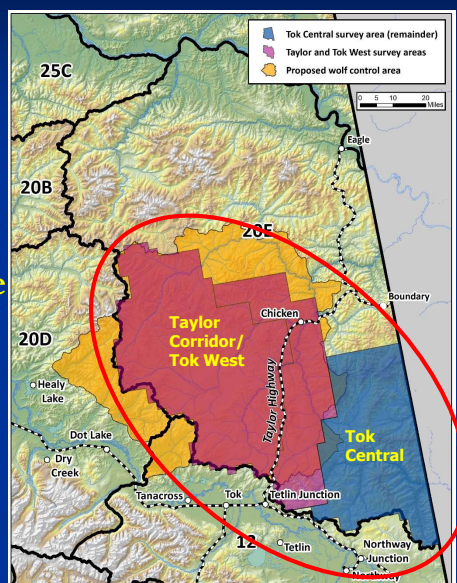 Tok Central survey area (remainder)
Taylor and Tok West survey areas
Proposed wolf control area
0 5 10 20
Miles
25C
Eagle
20B
20E
Boundary
Chicken
Taylor
Corridor/
Tok West
e
20D
Taylor Highway
Healy
Lake
Tok
Central
Dot Lake
Dry
Creek
Tanacross
Tok
Tetlin Junction
12
Tetlin
Northway
Junction
Northway